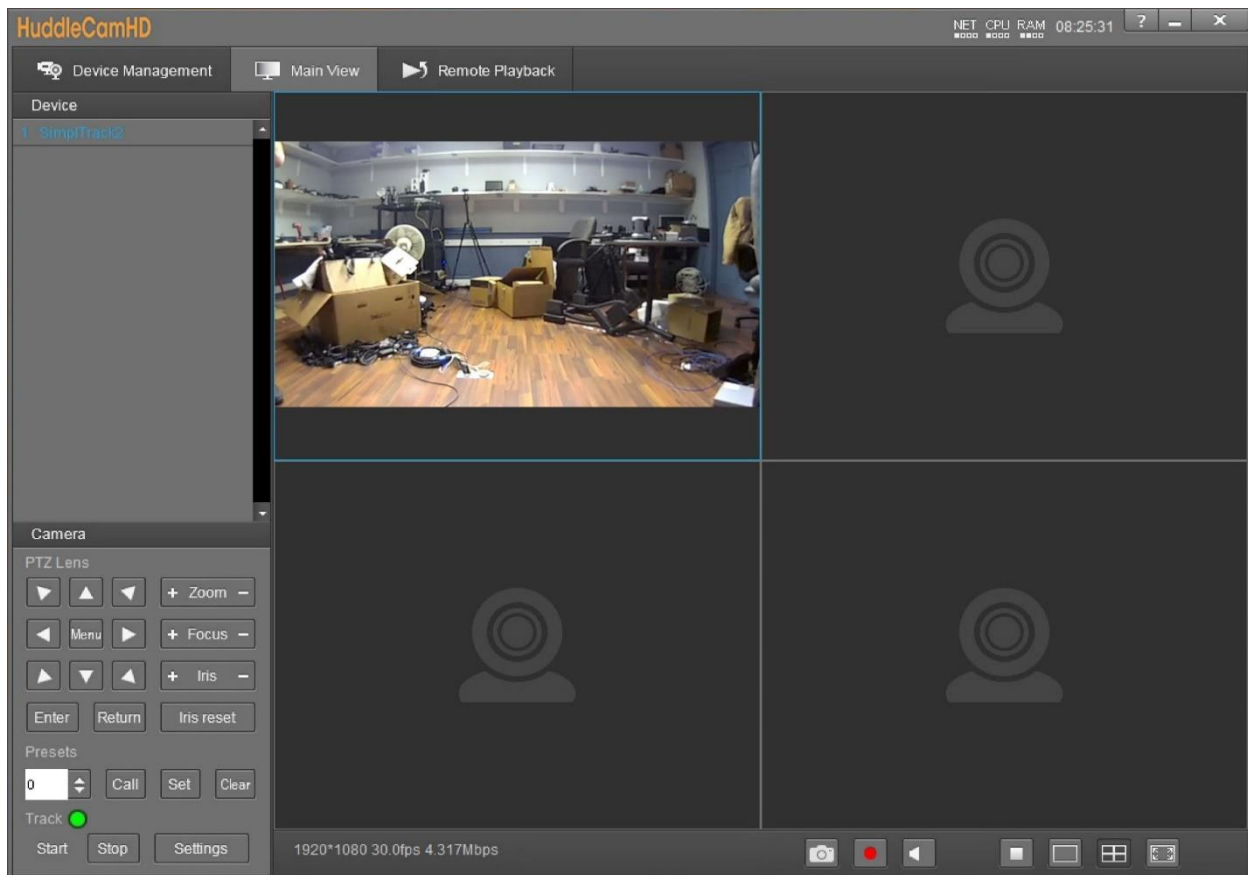 HuddleCamHD
NET CPU RAM 08:25:31 ?
Device Management Main View Remote Playback
Device
1 SimplTrack2
Camera
PTZ Lens
+ Zoom −
Menu + Focus −
+ Iris −
Enter Return Iris reset
Presets
0 Call Set Clear
Track
Start Stop Settings
1920*1080 30.0fps 4.317Mbps